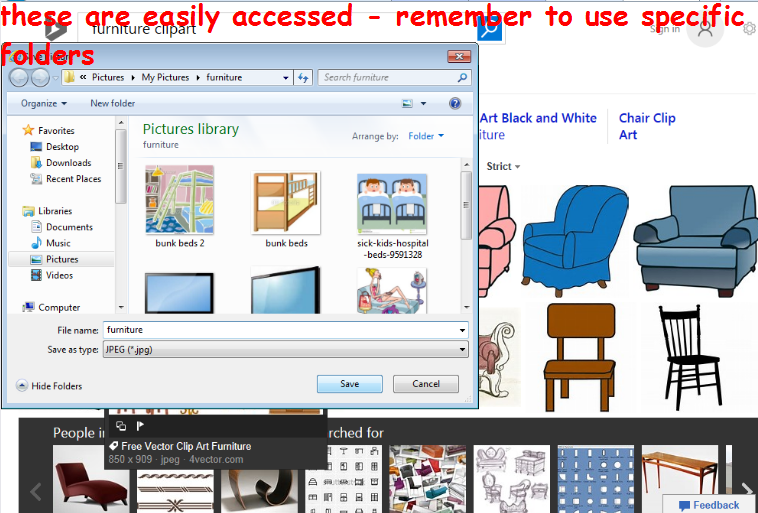 these are easily accessed - remember to use specific
folders
furniture clipart
Sign in
« Pictures ▸ My Pictures ▸ furniture
Search furniture
Organize
New folder
Favorites
Desktop
Downloads
Recent Places
Libraries
Documents
Music
Pictures
Videos
Computer
Pictures library
furniture
Arrange by: Folder
bunk beds 2
bunk beds
sick-kids-hospital
-beds-9591328
File name: furniture
Save as type: JPEG (*.jpg)
Hide Folders
Save
Cancel
Art Black and White
iture
Chair Clip
Art
Strict
People i
rched for
Free Vector Clip Art Furniture
850 x 909 · jpeg · 4vector.com
Feedback